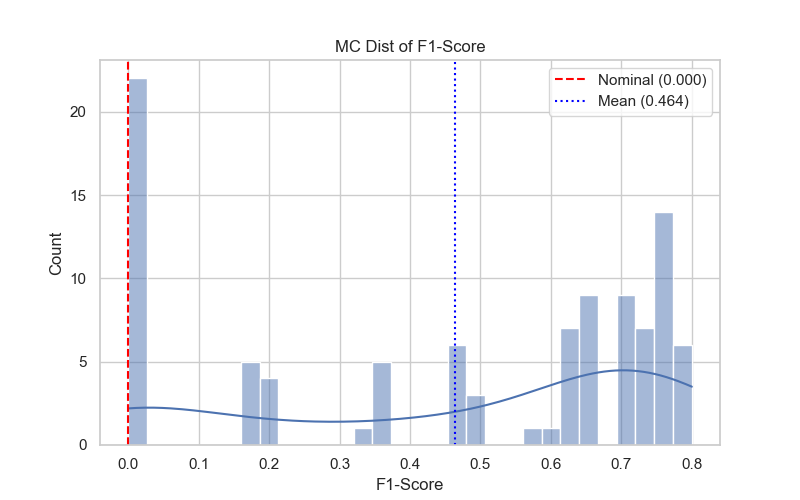 MC Dist of F1-Score
Nominal (0.000)
Mean (0.464)
Count
20
15
10
5
0
0.0 0.1 0.2 0.3 0.4 0.5 0.6 0.7 0.8
F1-Score